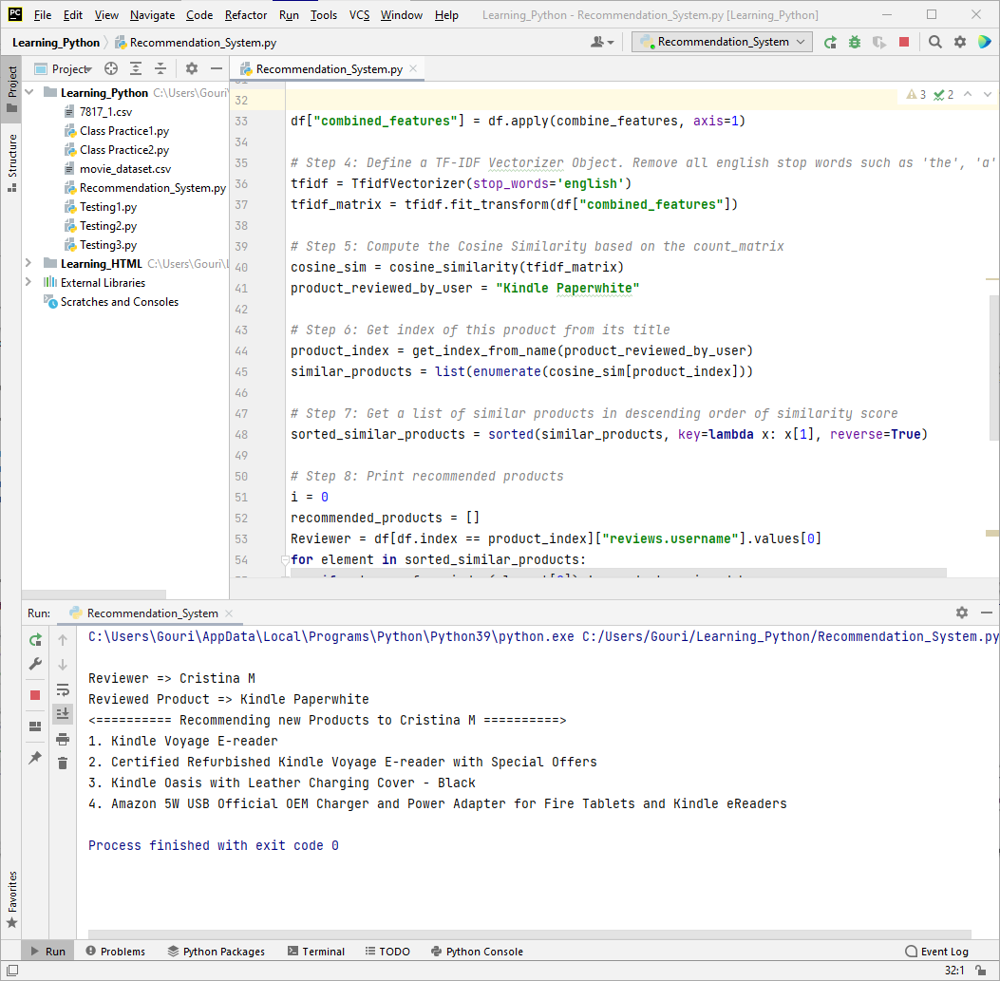 File Edit View Navigate Code Refactor Run Tools VCS Window Help Learning_Python - Recommendation_System.py [Learning_Python]
Learning_Python Recommendation_System.py Recommendation_System
Project Recommendation_System.py
Project
Structure
Favorites
Learning_Python C:\Users\Gouri\
7817_1.csv
Class Practice1.py
Class Practice2.py
movie_dataset.csv
Recommendation_System.py
Testing1.py
Testing2.py
Testing3.py
Learning_HTML C:\Users\Gouri\L
External Libraries
Scratches and Consoles
3 2
32
33 df["combined_features"] = df.apply(combine_features, axis=1)
34
35 # Step 4: Define a TF-IDF Vectorizer Object. Remove all english stop words such as 'the', 'a'
36 tfidf = TfidfVectorizer(stop_words='english')
37 tfidf_matrix = tfidf.fit_transform(df["combined_features"])
38
39 # Step 5: Compute the Cosine Similarity based on the count_matrix
40 cosine_sim = cosine_similarity(tfidf_matrix)
41 product_reviewed_by_user = "Kindle Paperwhite"
42
43 # Step 6: Get index of this product from its title
44 product_index = get_index_from_name(product_reviewed_by_user)
45 similar_products = list(enumerate(cosine_sim[product_index]))
46
47 # Step 7: Get a list of similar products in descending order of similarity score
48 sorted_similar_products = sorted(similar_products, key=lambda x: x[1], reverse=True)
49
50 # Step 8: Print recommended products
51 i = 0
52 recommended_products = []
53 Reviewer = df[df.index == product_index]["reviews.username"].values[0]
54 for element in sorted_similar_products:
Run: Recommendation_System
C:\Users\Gouri\AppData\Local\Programs\Python\Python39\python.exe C:/Users/Gouri/Learning_Python/Recommendation_System.py
Reviewer => Cristina M
Reviewed Product => Kindle Paperwhite
<========== Recommending new Products to Cristina M ==========>
1. Kindle Voyage E-reader
2. Certified Refurbished Kindle Voyage E-reader with Special Offers
3. Kindle Oasis with Leather Charging Cover - Black
4. Amazon 5W USB Official OEM Charger and Power Adapter for Fire Tablets and Kindle eReaders
Process finished with exit code 0
Run Problems Python Packages Terminal TODO Python Console Event Log
32:1